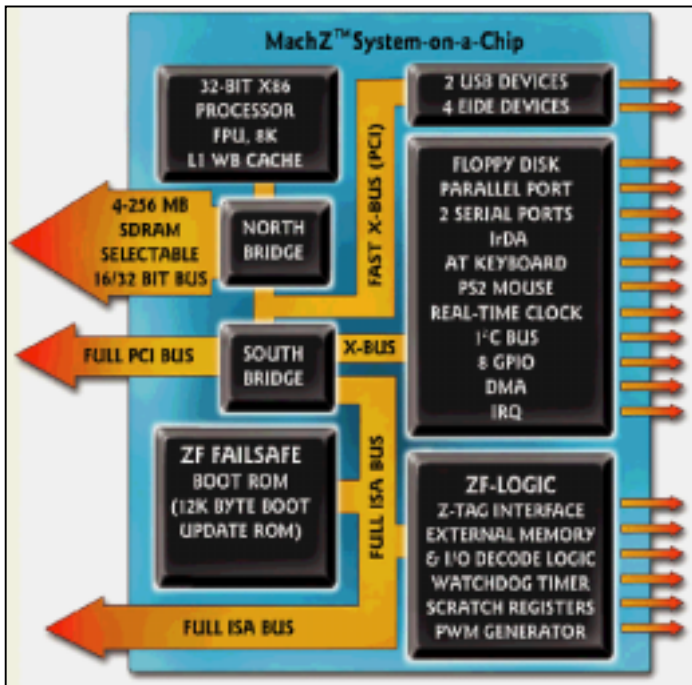 MachZ™ System-on-a-Chip
32-BIT X86
PROCESSOR
FPU, 8K
L1 WB CACHE
2 USB DEVICES
4 EIDE DEVICES
FAST X-BUS (PCI)
4-256 MB
SDRAM
SELECTABLE
16/32 BIT BUS
NORTH
BRIDGE
FLOPPY DISK
PARALLEL PORT
2 SERIAL PORTS
IrDA
AT KEYBOARD
PS2 MOUSE
REAL-TIME CLOCK
I²C BUS
8 GPIO
DMA
IRQ
FULL PCI BUS
SOUTH
BRIDGE
X-BUS
ZF FAILSAFE
BOOT ROM
(12K BYTE BOOT
UPDATE ROM)
FULL ISA BUS
ZF-LOGIC
Z-TAG INTERFACE
EXTERNAL MEMORY
& I/O DECODE LOGIC
WATCHDOG TIMER
SCRATCH REGISTERS
PWM GENERATOR
FULL ISA BUS